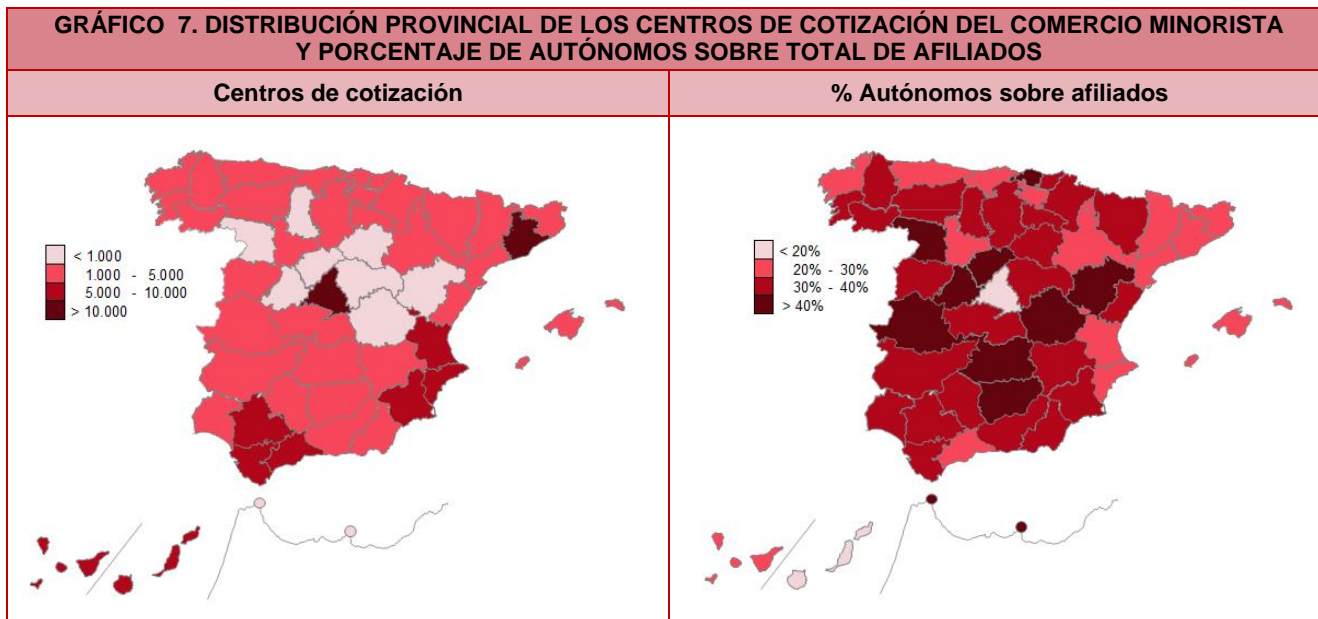 GRÁFICO 7. DISTRIBUCIÓN PROVINCIAL DE LOS CENTROS DE COTIZACIÓN DEL COMERCIO MINORISTA
Y PORCENTAJE DE AUTÓNOMOS SOBRE TOTAL DE AFILIADOS
Centros de cotización
% Autónomos sobre afiliados
< 1.000
1.000 - 5.000
5.000 - 10.000
> 10.000
< 20%
20% - 30%
30% - 40%
> 40%